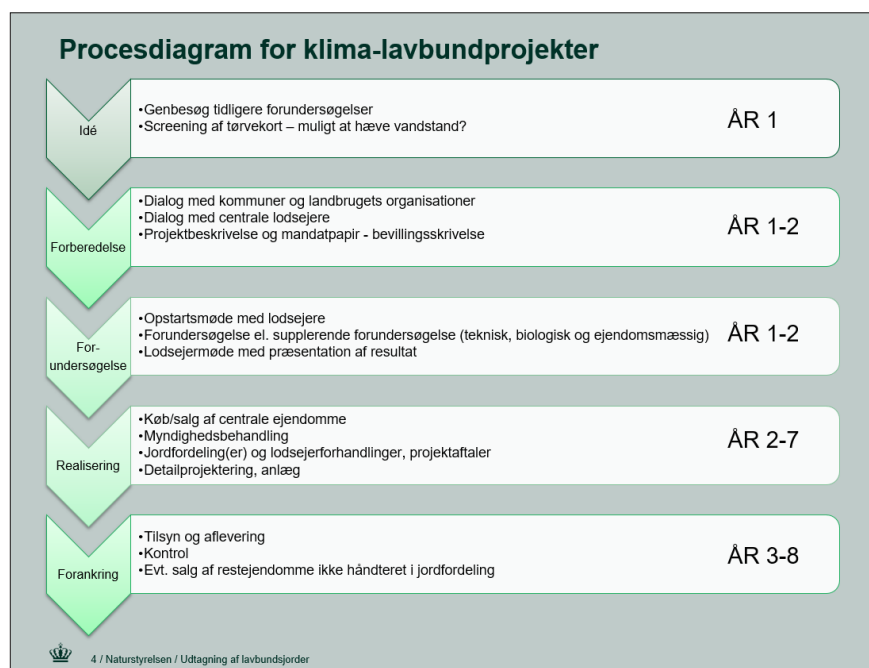 Procesdiagram for klima-lavbundprojekter
Idé
•Genbesøg tidligere forundersøgelser
•Screening af tørvekort – muligt at hæve vandstand?
ÅR 1
Forberedelse
•Dialog med kommuner og landbrugets organisationer
•Dialog med centrale lodsejere
•Projektbeskrivelse og mandatpapir - bevillingsskrivelse
ÅR 1-2
For-
undersøgelse
•Opstartsmøde med lodsejere
•Forundersøgelse el. supplerende forundersøgelse (teknisk, biologisk og ejendomsmæssig)
•Lodsejermøde med præsentation af resultat
ÅR 1-2
Realisering
•Køb/salg af centrale ejendomme
•Myndighedsbehandling
•Jordfordeling(er) og lodsejerforhandlinger, projektaftaler
•Detailprojektering, anlæg
ÅR 2-7
Forankring
•Tilsyn og aflevering
•Kontrol
•Evt. salg af restejendomme ikke håndteret i jordfordeling
ÅR 3-8
4 / Naturstyrelsen / Udtagning af lavbundsjorder